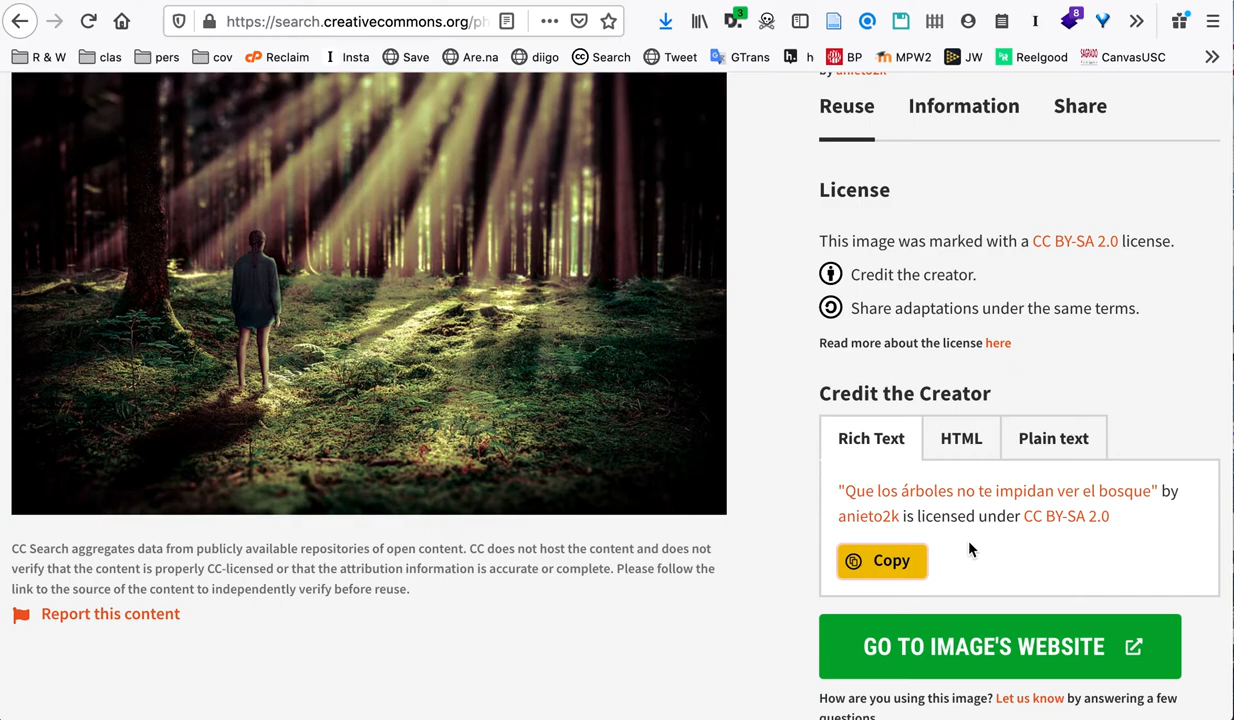 https://search.creativecommons.org/ph
3
8
R & W
clas
pers
cov
Reclaim
Insta
Save
Are.na
diigo
Search
Tweet
GTrans
h
BP
MPW2
JW
Reelgood
CanvasUSC
by anieto2k
Reuse
Information
Share
License
This image was marked with a CC BY-SA 2.0 license.
Credit the creator.
Share adaptations under the same terms.
Read more about the license here
Credit the Creator
Rich Text
HTML
Plain text
"Que los árboles no te impidan ver el bosque" by
anieto2k is licensed under CC BY-SA 2.0
Copy
CC Search aggregates data from publicly available repositories of open content. CC does not host the content and does not
verify that the content is properly CC-licensed or that the attribution information is accurate or complete. Please follow the
link to the source of the content to independently verify before reuse.
Report this content
GO TO IMAGE'S WEBSITE
How are you using this image? Let us know by answering a few
questions